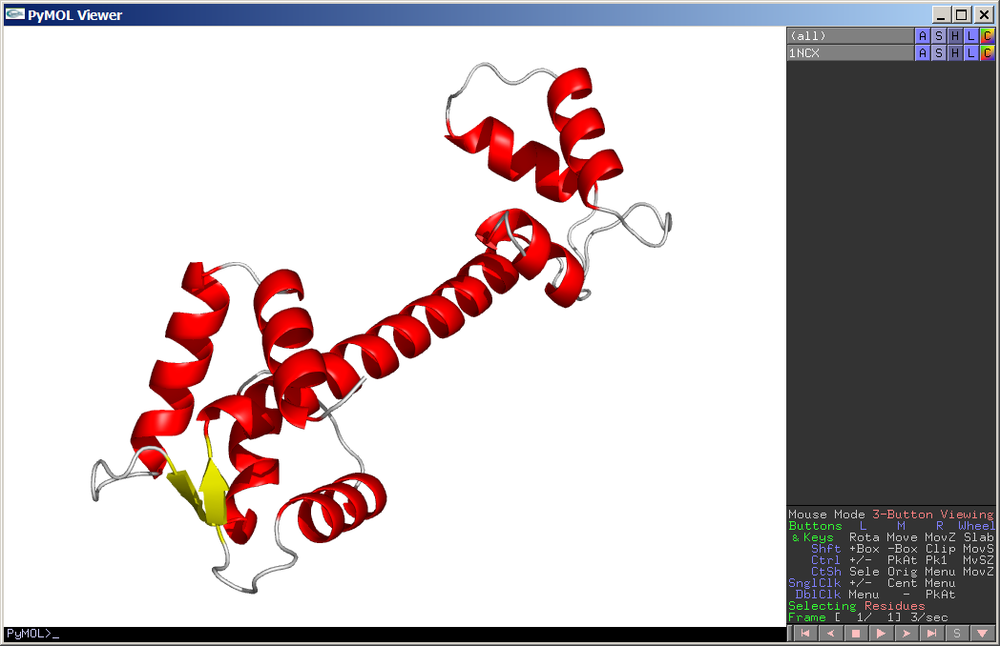 PyMOL Viewer
(all) A S H L C
1NCX A S H L C
Mouse Mode 3-Button Viewing
Buttons L M R Wheel
& Keys Rota Move MovZ Slab
Shft +Box -Box Clip MovS
Ctrl +/- PkAt Pk1 MvSZ
CtSh Sele Orig Menu MovZ
SnglClk +/- Cent Menu
DblClk Menu - PkAt
Selecting Residues
Frame [ 1/ 1] 3/sec
S
PyMOL>_